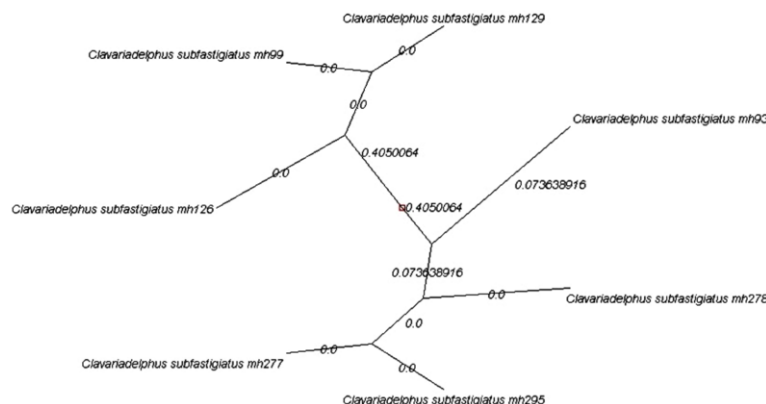 Clavariadelphus subfastigiatus mh129
Clavariadelphus subfastigiatus mh99
0.0
0.0
0.0
Clavariadelphus subfastigiatus mh93
0.4050064
0.0
0.073638916
Clavariadelphus subfastigiatus mh126
0.4050064
0.073638916
0.0
Clavariadelphus subfastigiatus mh278
0.0
0.0
Clavariadelphus subfastigiatus mh277
0.0
Clavariadelphus subfastigiatus mh295